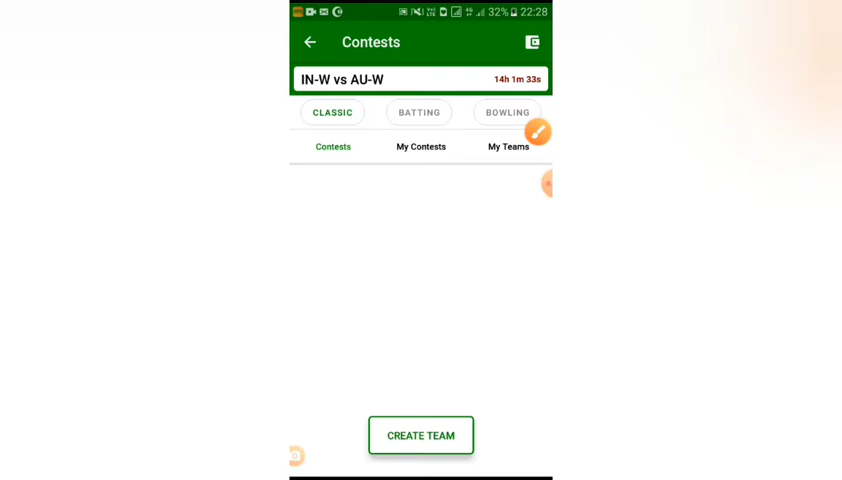 32% 22:28
Contests
IN-W vs AU-W 14h 1m 33s
CLASSIC BATTING BOWLING
Contests My Contests My Teams
CREATE TEAM